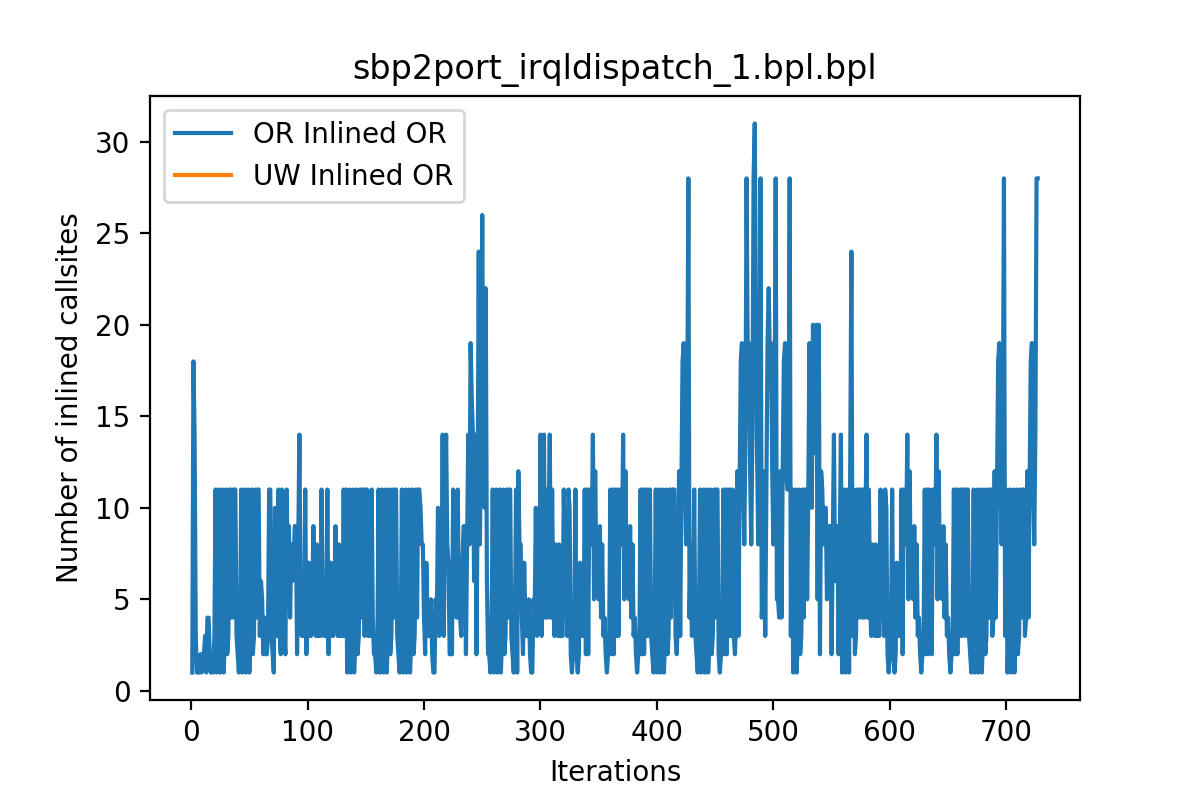 sbp2port_irqldispatch_1.bpl.bpl
OR Inlined OR
UW Inlined OR
Number of inlined callsites
30
25
20
15
10
5
0
0 100 200 300 400 500 600 700
Iterations